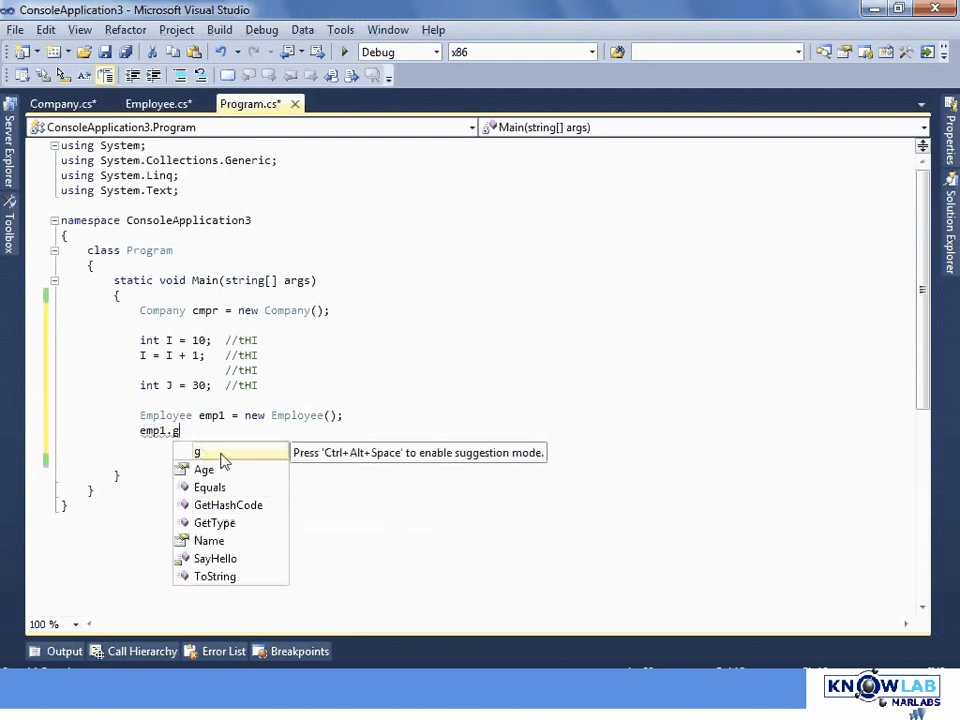 ConsoleApplication3 - Microsoft Visual Studio
File Edit View Refactor Project Build Debug Data Tools Window Help
Debug x86
Company.cs* Employee.cs* Program.cs*
ConsoleApplication3.Program Main(string[] args)
using System;
using System.Collections.Generic;
using System.Linq;
using System.Text;
namespace ConsoleApplication3
{
class Program
{
static void Main(string[] args)
{
Company cmpr = new Company();
int I = 10; //tHI
I = I + 1; //tHI
//tHI
int J = 30; //tHI
Employee emp1 = new Employee();
emp1.g
g Press 'Ctrl+Alt+Space' to enable suggestion mode.
Age
Equals
GetHashCode
GetType
Name
SayHello
ToString
}
}
}
100 %
Output Call Hierarchy Error List Breakpoints
Server Explorer
Toolbox
Properties
Solution Explorer
KNOWLAB
MARLABS